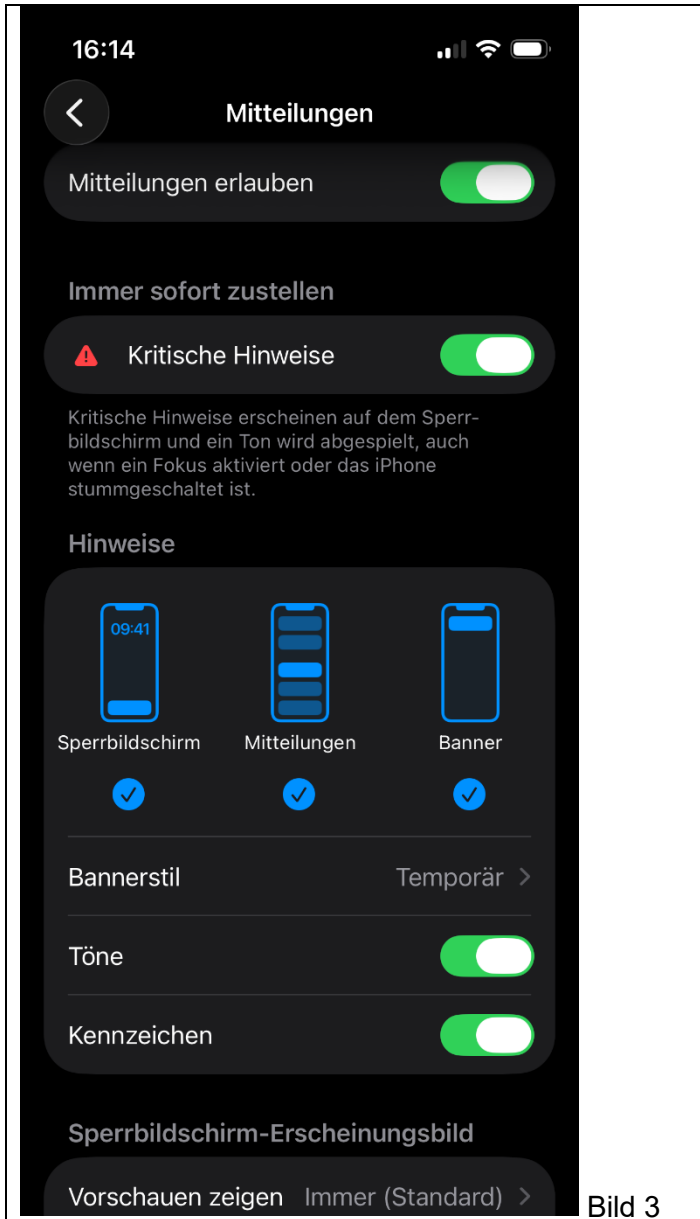 16:14
Mitteilungen
Mitteilungen erlauben
Immer sofort zustellen
Kritische Hinweise
Kritische Hinweise erscheinen auf dem Sperr-
bildschirm und ein Ton wird abgespielt, auch
wenn ein Fokus aktiviert oder das iPhone
stummgeschaltet ist.
Hinweise
09:41
Sperrbildschirm Mitteilungen Banner
Bannerstil Temporär
Töne
Kennzeichen
Sperrbildschirm-Erscheinungsbild
Vorschauen zeigen Immer (Standard)
Bild 3